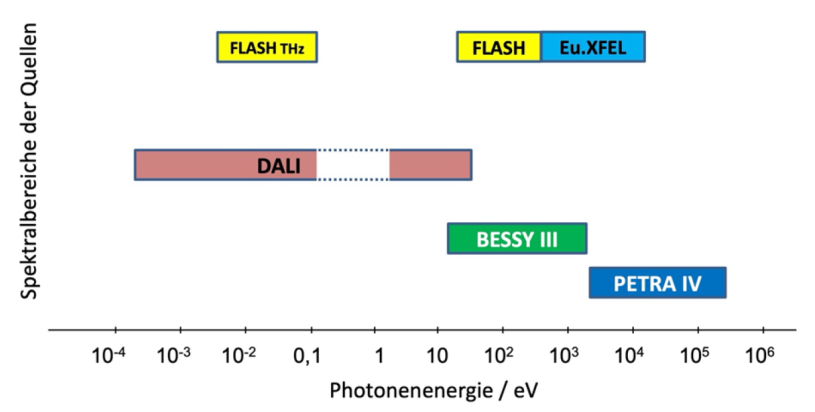 Spektralbereiche der Quellen
FLASH THz
FLASH
Eu.XFEL
DALI
BESSY III
PETRA IV
10⁻⁴ 10⁻³ 10⁻² 0,1 1 10 10² 10³ 10⁴ 10⁵ 10⁶
Photonenenergie / eV